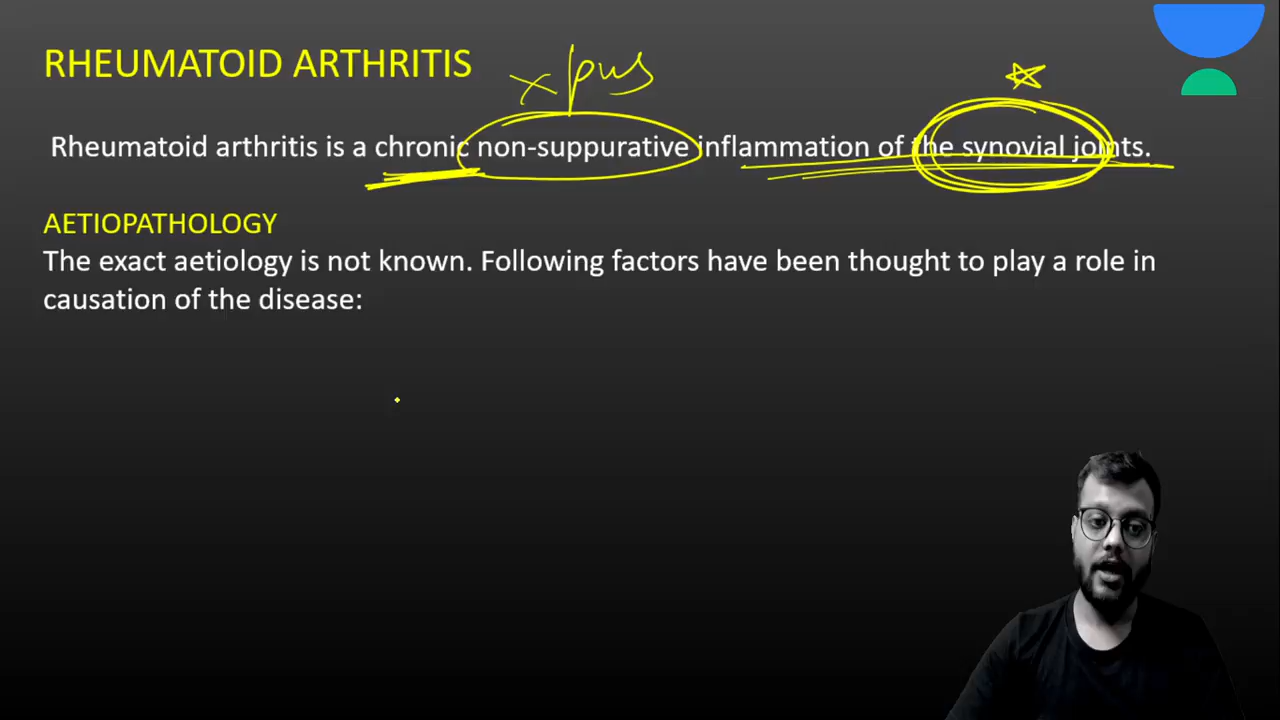 RHEUMATOID ARTHRITIS
x pus
Rheumatoid arthritis is a chronic non-suppurative inflammation of the synovial joints.
AETIOPATHOLOGY
The exact aetiology is not known. Following factors have been thought to play a role in
causation of the disease: